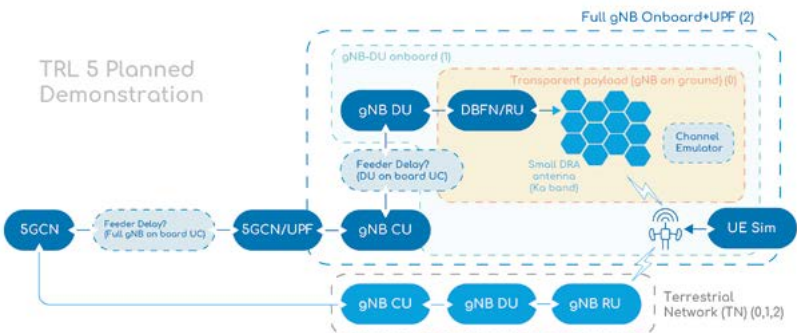 Full gNB Onboard+UPF (2)
gNB-DU onboard (1)
TRL 5 Planned
Demonstration
Transparent payload (gNB on ground) (0)
gNB DU
DBFN/RU
Channel
Emulator
Feeder Delay?
(DU on board UC)
Small DRA
antenna
(Ka band)
5GCN
Feeder Delay?
(Full gNB on board UC)
5GCN/UPF
gNB CU
UE Sim
gNB CU
gNB DU
gNB RU
Terrestrial
Network (TN) (0,1,2)